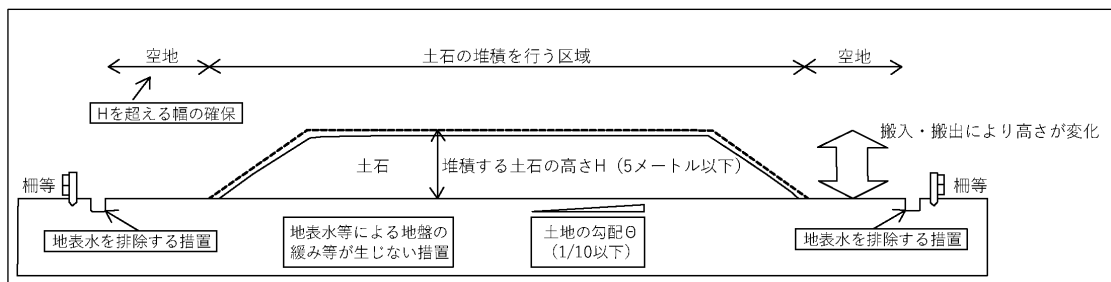 空地
土石の堆積を行う区域
空地
Hを超える幅の確保
搬入・搬出により高さが変化
土石
堆積する土石の高さH(5メートル以下)
柵等
柵等
地表水を排除する措置
地表水等による地盤の
緩み等が生じない措置
土地の勾配Θ
(1/10以下)
地表水を排除する措置